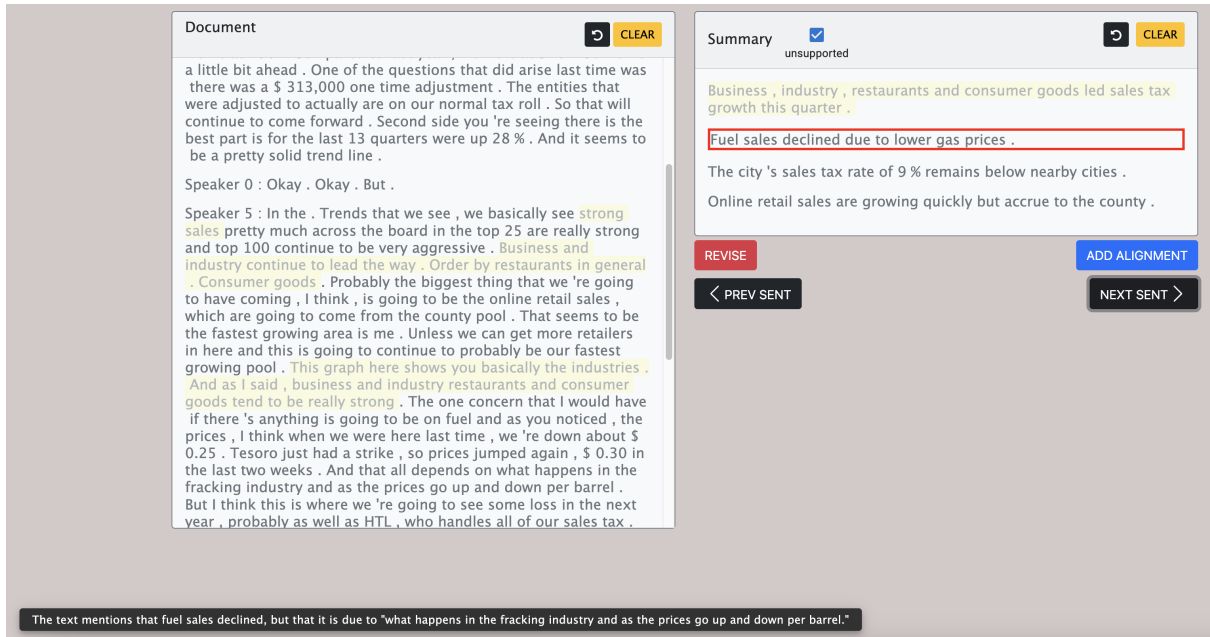 Document
CLEAR
a little bit ahead . One of the questions that did arise last time was
there was a $ 313,000 one time adjustment . The entities that
were adjusted to actually are on our normal tax roll . So that will
continue to come forward . Second side you 're seeing there is the
best part is for the last 13 quarters were up 28 % . And it seems to
be a pretty solid trend line .
Speaker 0 : Okay . Okay . But .
Speaker 5 : In the . Trends that we see , we basically see strong
sales pretty much across the board in the top 25 are really strong
and top 100 continue to be very aggressive . Business and
industry continue to lead the way . Order by restaurants in general
. Consumer goods . Probably the biggest thing that we 're going
to have coming , I think , is going to be the online retail sales ,
which are going to come from the county pool . That seems to be
the fastest growing area is me . Unless we can get more retailers
in here and this is going to continue to probably be our fastest
growing pool . This graph here shows you basically the industries .
And as I said , business and industry restaurants and consumer
goods tend to be really strong . The one concern that I would have
if there 's anything is going to be on fuel and as you noticed , the
prices , I think when we were here last time , we 're down about $
0.25 . Tesoro just had a strike , so prices jumped again , $ 0.30 in
the last two weeks . And that all depends on what happens in the
fracking industry and as the prices go up and down per barrel .
But I think this is where we 're going to see some loss in the next
year , probably as well as HTL , who handles all of our sales tax .
Summary
unsupported
CLEAR
Business , industry , restaurants and consumer goods led sales tax
growth this quarter .
Fuel sales declined due to lower gas prices .
The city 's sales tax rate of 9 % remains below nearby cities .
Online retail sales are growing quickly but accrue to the county .
REVISE
ADD ALIGNMENT
PREV SENT
NEXT SENT
The text mentions that fuel sales declined, but that it is due to "what happens in the fracking industry and as the prices go up and down per barrel."